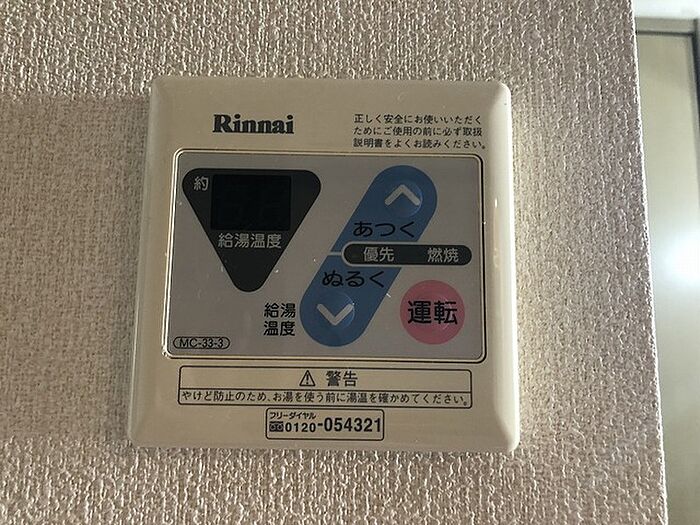 Rinnai
正しく安全にお使いいただく
ためにご使用の前に必ず取扱
説明書をよくお読みください。
約
給湯温度
あつく
優先 燃焼
ぬるく
給湯
温度
運転
MC-33-3
⚠ 警告
やけど防止のため、お湯を使う前に湯温を確かめてください。
フリーダイヤル
0120-054321